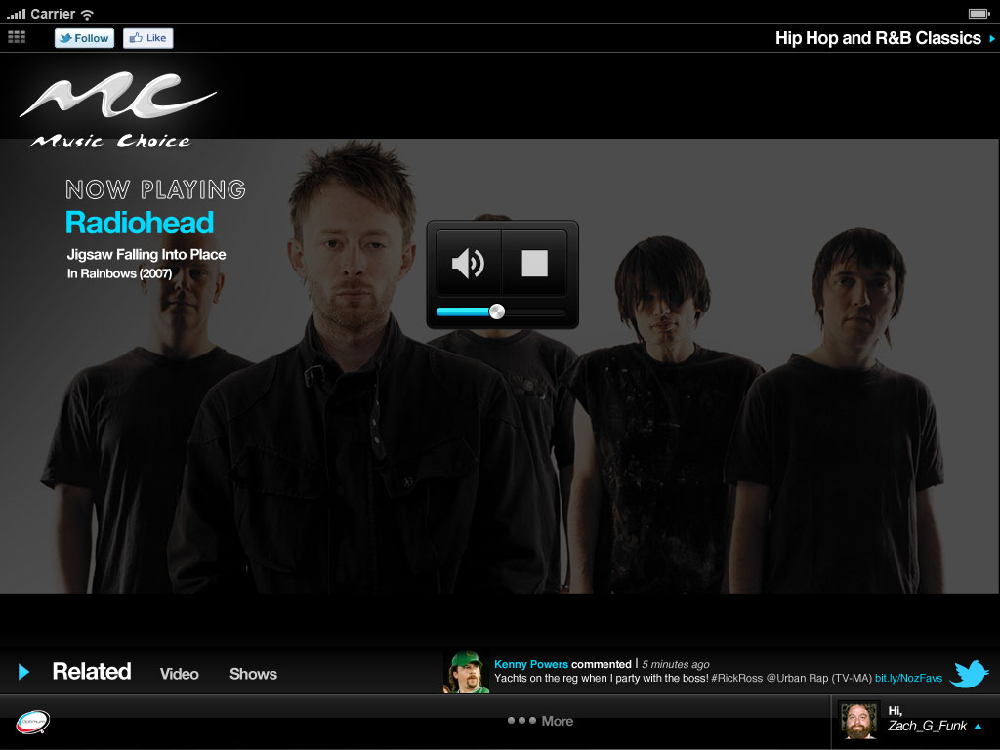 Carrier
Follow
Like
Hip Hop and R&B Classics
MC
Music Choice
NOW PLAYING
Radiohead
Jigsaw Falling Into Place
In Rainbows (2007)
Related
Video
Shows
Kenny Powers commented | 5 minutes ago
Yachts on the reg when I party with the boss! #RickRoss @Urban Rap (TV-MA) bit.ly/NozFavs
optimum
More
Hi,
Zach_G_Funk